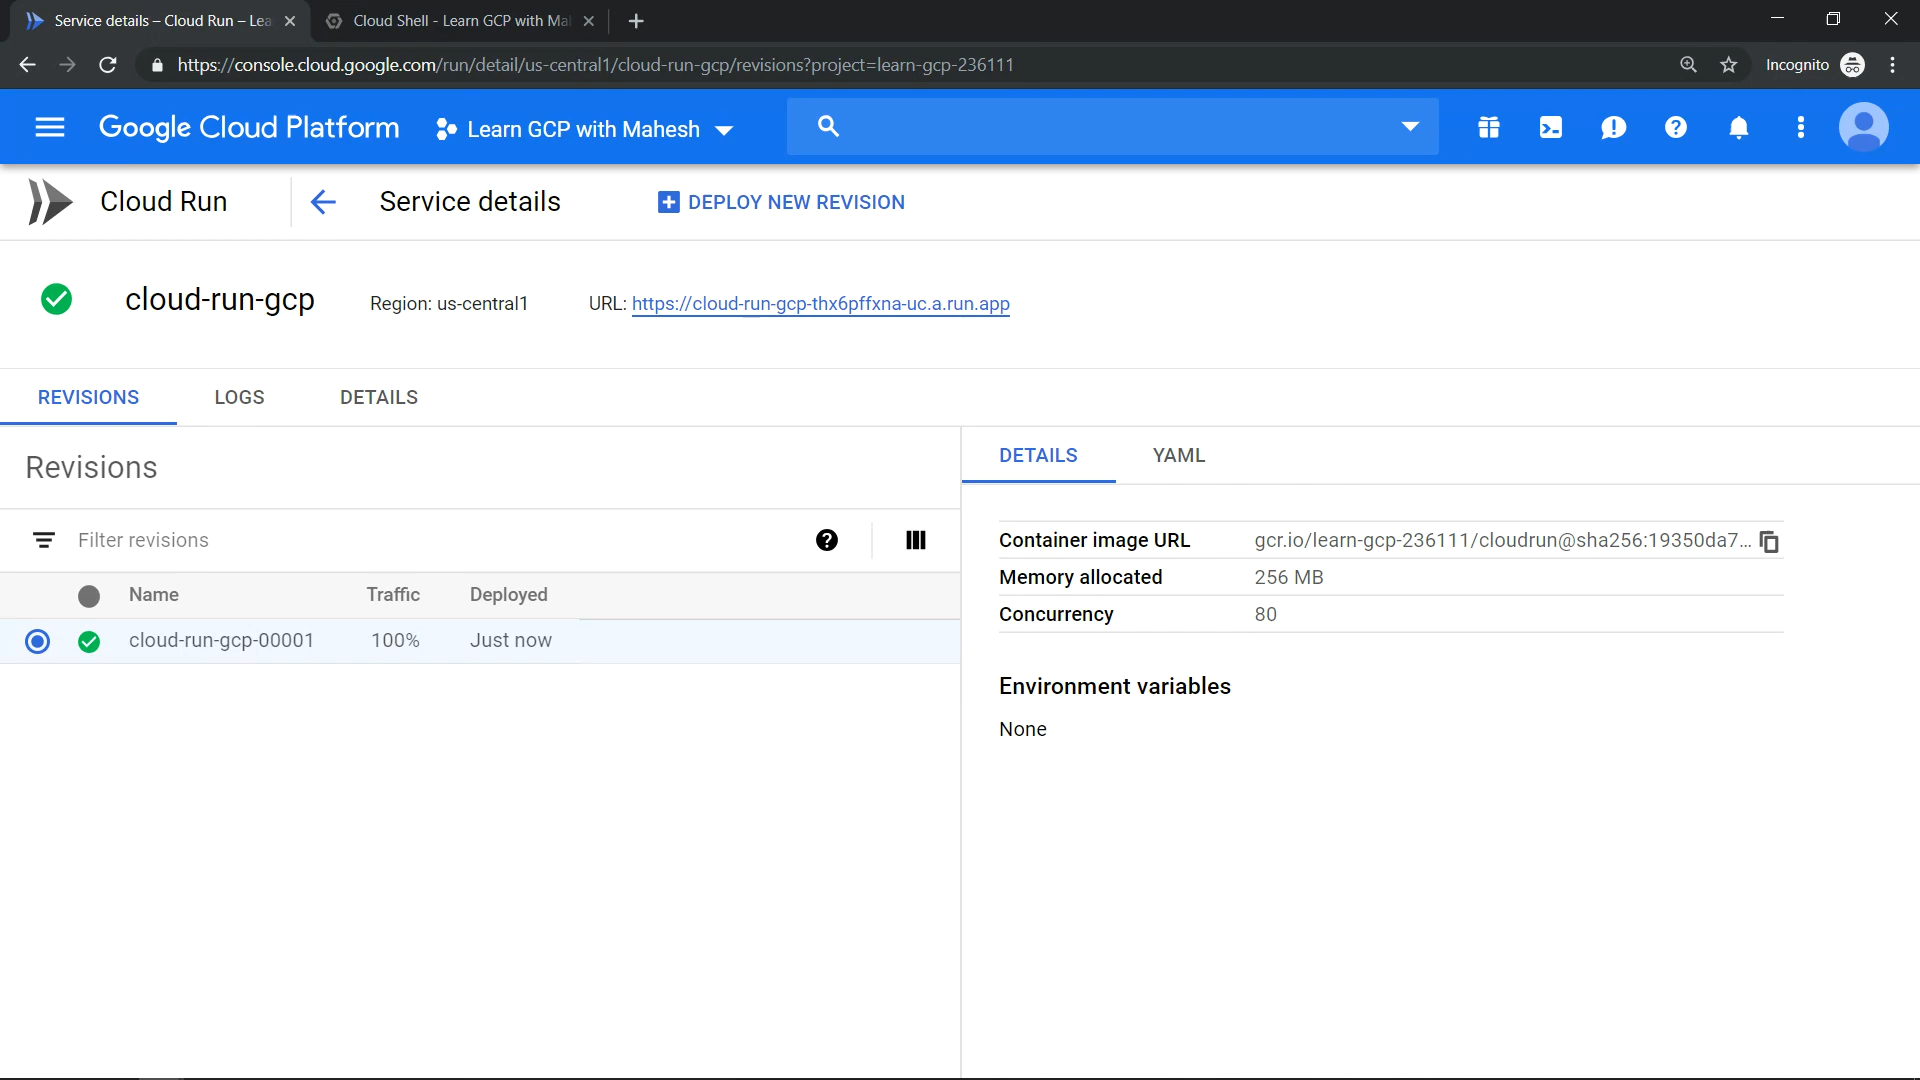 Service details – Cloud Run – Lea
Cloud Shell - Learn GCP with Mah
https://console.cloud.google.com/run/detail/us-central1/cloud-run-gcp/revisions?project=learn-gcp-236111
Incognito
Google Cloud Platform
Learn GCP with Mahesh
Cloud Run
Service details
DEPLOY NEW REVISION
cloud-run-gcp
Region: us-central1
URL: https://cloud-run-gcp-thx6pffxna-uc.a.run.app
REVISIONS
LOGS
DETAILS
Revisions
Filter revisions
Name Traffic Deployed
cloud-run-gcp-00001 100% Just now
DETAILS
YAML
Container image URL gcr.io/learn-gcp-236111/cloudrun@sha256:19350da7...
Memory allocated 256 MB
Concurrency 80
Environment variables
None